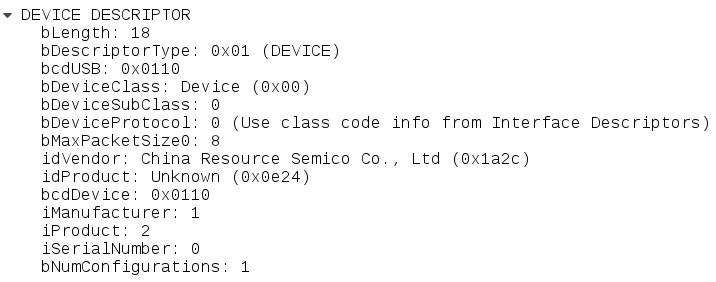 DEVICE DESCRIPTOR
bLength: 18
bDescriptorType: 0x01 (DEVICE)
bcdUSB: 0x0110
bDeviceClass: Device (0x00)
bDeviceSubClass: 0
bDeviceProtocol: 0 (Use class code info from Interface Descriptors)
bMaxPacketSize0: 8
idVendor: China Resource Semico Co., Ltd (0x1a2c)
idProduct: Unknown (0x0e24)
bcdDevice: 0x0110
iManufacturer: 1
iProduct: 2
iSerialNumber: 0
bNumConfigurations: 1